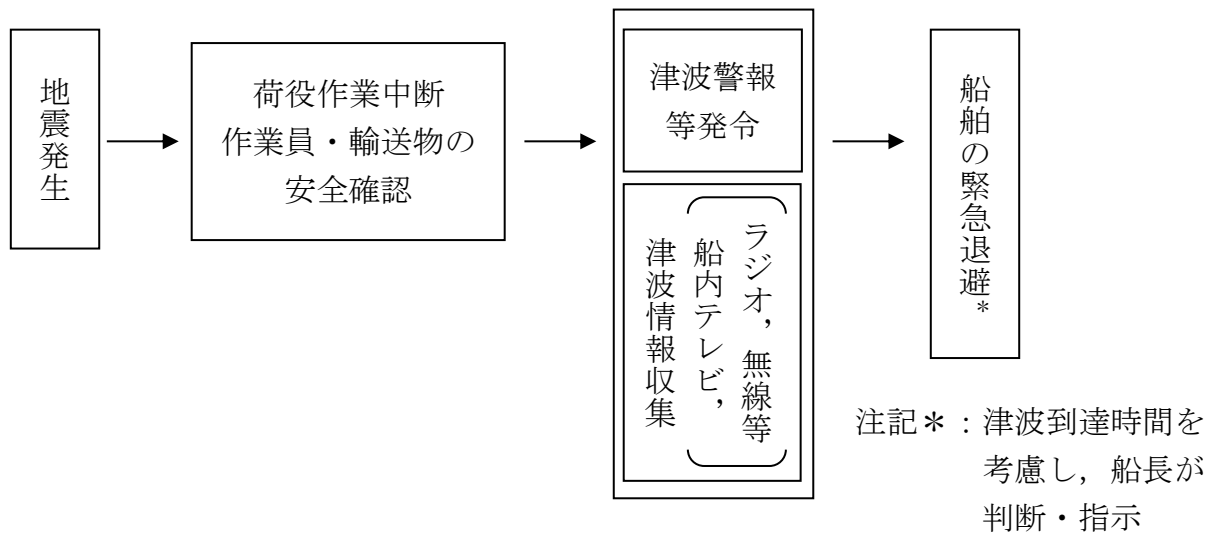 地震発生
荷役作業中断
作業員・輸送物の
安全確認
津波警報
等発令
ラジオ，無線等
船内テレビ，
津波情報収集
船舶の緊急退避*
注記＊：津波到達時間を
考慮し，船長が
判断・指示